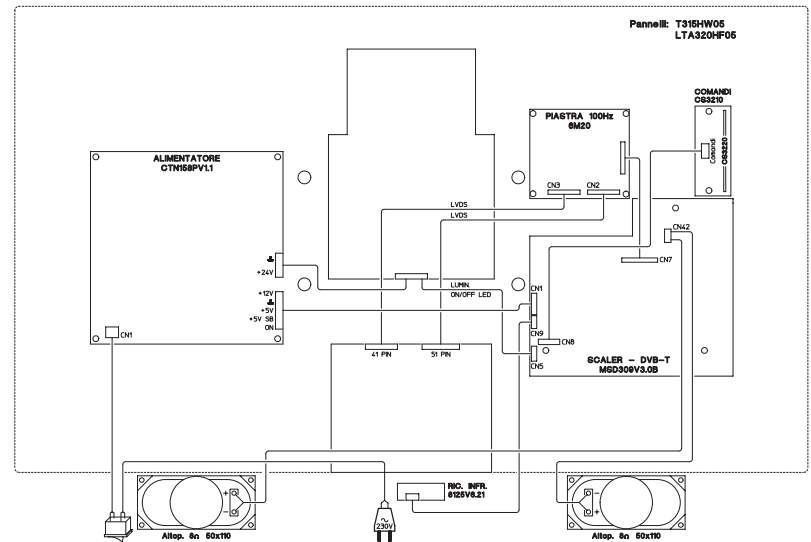 Pannelli: T315HW05
LTA320HF05
COMANDI
CS3210
PIASTRA 100Hz
6M20
Comandi
CS3220
ALIMENTATORE
CTN158PV1.1
CN3
CN2
LVDS
LVDS
CN42
CN7
+24V
LUMIN.
ON/OFF LED
+12V
+5V
+5V SB
ON
CN1
CN1
CN9
CN8
CN5
SCALER - DVB-T
MSD309V3.0B
41 PIN
51 PIN
RIC. INFR.
8125V6.21
+
-
~
230V
-
+
Altop. 8Ω 50x110
Altop. 8Ω 50x110